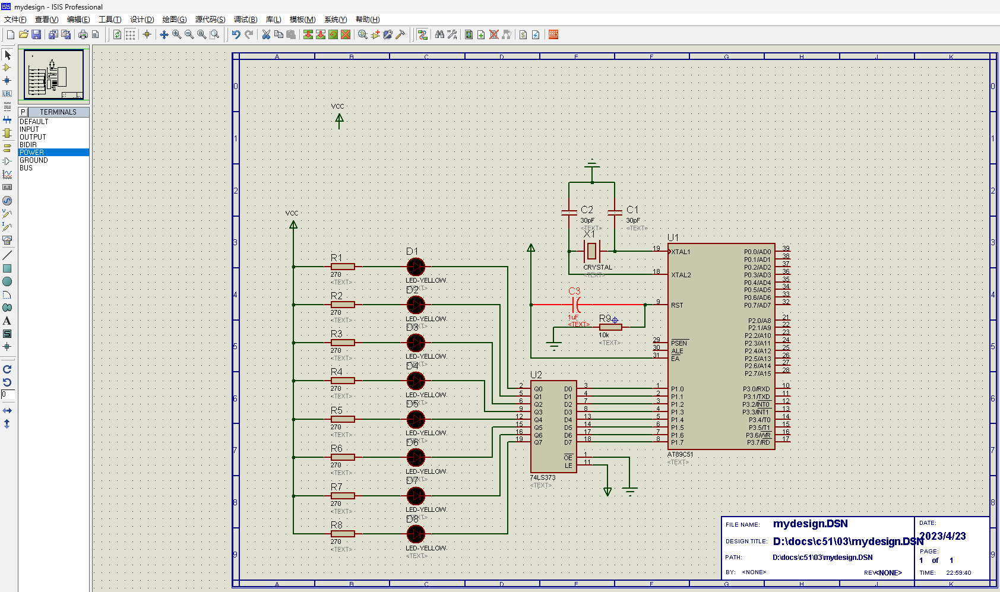 mydesign - ISIS Professional
文件(F) 查看(V) 编辑(E) 工具(T) 设计(D) 绘图(G) 源代码(S) 调试(B) 库(L) 模板(M) 系统(Y) 帮助(H)
P TERMINALS
DEFAULT
INPUT
OUTPUT
BIDIR
POWER
GROUND
BUS
LBL
A
S
0
ARES
A B C D E F G H J K
0 0
1 1
2 2
3 3
4 4
5 5
6 6
7 7
8 8
9 9
VCC
VCC
C2
30pF
<TEXT>
C1
30pF
<TEXT>
X1
CRYSTAL
<TEXT>
C3
1uF
<TEXT>
R9
10k
<TEXT>
R1
270
<TEXT>
D1
LED-YELLOW
<TEXT>
R2
270
<TEXT>
D2
LED-YELLOW
<TEXT>
R3
270
<TEXT>
D3
LED-YELLOW
<TEXT>
R4
270
<TEXT>
D4
LED-YELLOW
<TEXT>
R5
270
<TEXT>
D5
LED-YELLOW
<TEXT>
R6
270
<TEXT>
D6
LED-YELLOW
<TEXT>
R7
270
<TEXT>
D7
LED-YELLOW
<TEXT>
R8
270
<TEXT>
D8
LED-YELLOW
<TEXT>
U2
2 Q0 D0 3
5 Q1 D1 4
6 Q2 D2 7
9 Q3 D3 8
12 Q4 D4 13
15 Q5 D5 14
16 Q6 D6 17
19 Q7 D7 18
OE 1
LE 11
74LS373
<TEXT>
U1
19 XTAL1
18 XTAL2
9 RST
29 PSEN
30 ALE
31 EA
1 P1.0
2 P1.1
3 P1.2
4 P1.3
5 P1.4
6 P1.5
7 P1.6
8 P1.7
P0.0/AD0 39
P0.1/AD1 38
P0.2/AD2 37
P0.3/AD3 36
P0.4/AD4 35
P0.5/AD5 34
P0.6/AD6 33
P0.7/AD7 32
P2.0/A8 21
P2.1/A9 22
P2.2/A10 23
P2.3/A11 24
P2.4/A12 25
P2.5/A13 26
P2.6/A14 27
P2.7/A15 28
P3.0/RXD 10
P3.1/TXD 11
P3.2/INT0 12
P3.3/INT1 13
P3.4/T0 14
P3.5/T1 15
P3.6/WR 16
P3.7/RD 17
AT89C51
<TEXT>
FILE NAME: mydesign.DSN
DESIGN TITLE: D:\docs\c51\03\mydesign.DSN
PATH: D:\docs\c51\03\mydesign.DSN
BY: <NONE> REV:<NONE>
DATE:
2023/4/23
PAGE:
1 of 1
TIME: 22:59:40
A B C D E F G H J K